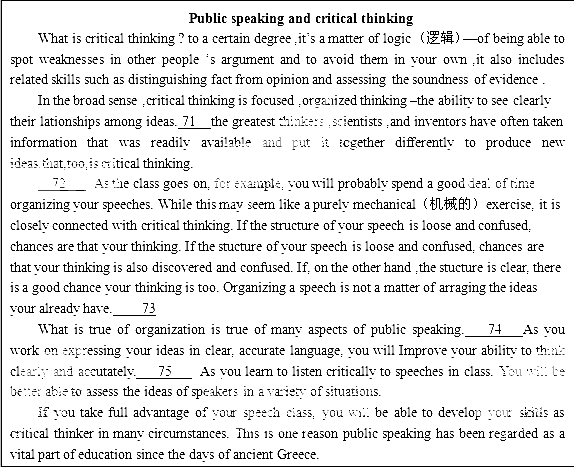 Public speaking and critical thinking
What is critical thinking ? to a certain degree ,it's a matter of logic（逻辑）—of being able to
spot weaknesses in other people 's argument and to avoid them in your own ,it also includes
related skills such as distinguishing fact from opinion and assessing the soundness of evidence .
In the broad sense ,critical thinking is focused ,organized thinking –the ability to see clearly
their lationships among ideas. 71 the greatest thinkers ,scientists ,and inventors have often taken
information that was readily available and put it together differently to produce new
ideas.that,too,is critical thinking.
72 As the class goes on, for example, you will probably spend a good deal of time
organizing your speeches. While this may seem like a purely mechanical（机械的）exercise, it is
closely connected with critical thinking. If the structure of your speech is loose and confused,
chances are that your thinking. If the stucture of your speech is loose and confused, chances are
that your thinking is also discovered and confused. If, on the other hand ,the stucture is clear, there
is a good chance your thinking is too. Organizing a speech is not a matter of arraging the ideas
your already have. 73
What is true of organization is true of many aspects of public speaking. 74 As you
work on expressing your ideas in clear, accurate language, you will Improve your ability to think
clearly and accutately. 75 As you learn to listen critically to speeches in class. You will be
better able to assess the ideas of speakers in a variety of situations.
If you take full advantage of your speech class, you will be able to develop your skills as
critical thinker in many circumstances. This is one reason public speaking has been regarded as a
vital part of education since the days of ancient Greece.